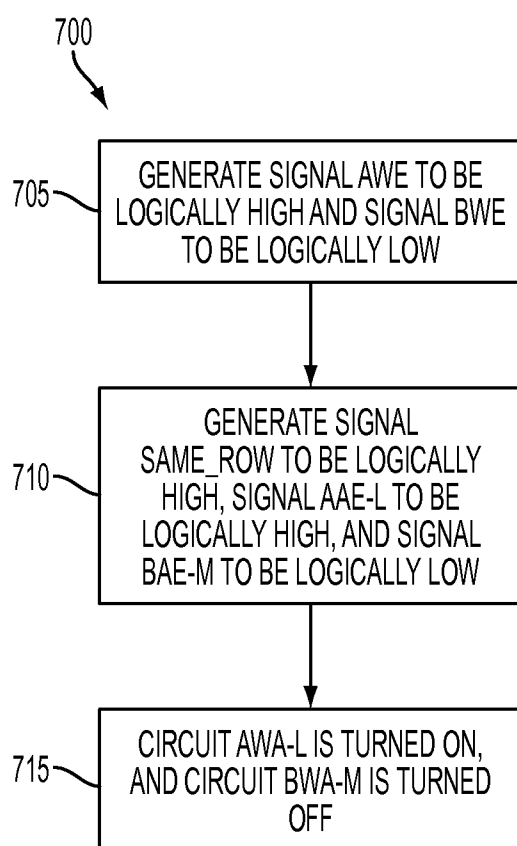 700
705
GENERATE SIGNAL AWE TO BE
LOGICALLY HIGH AND SIGNAL BWE
TO BE LOGICALLY LOW
710
GENERATE SIGNAL
SAME_ROW TO BE LOGICALLY
HIGH, SIGNAL AAE-L TO BE
LOGICALLY HIGH, AND SIGNAL
BAE-M TO BE LOGICALLY LOW
715
CIRCUIT AWA-L IS TURNED ON,
AND CIRCUIT BWA-M IS TURNED
OFF